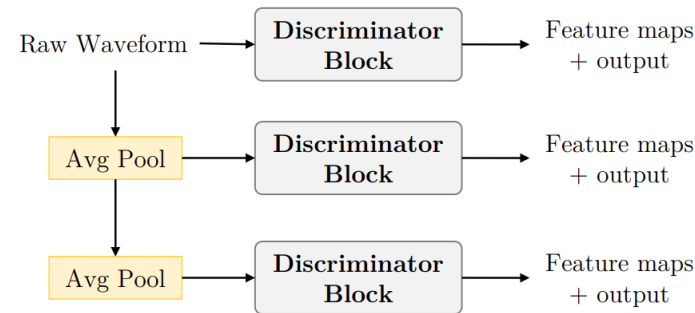 Raw Waveform
Discriminator
Block
Feature maps
+ output
Avg Pool
Discriminator
Block
Feature maps
+ output
Avg Pool
Discriminator
Block
Feature maps
+ output